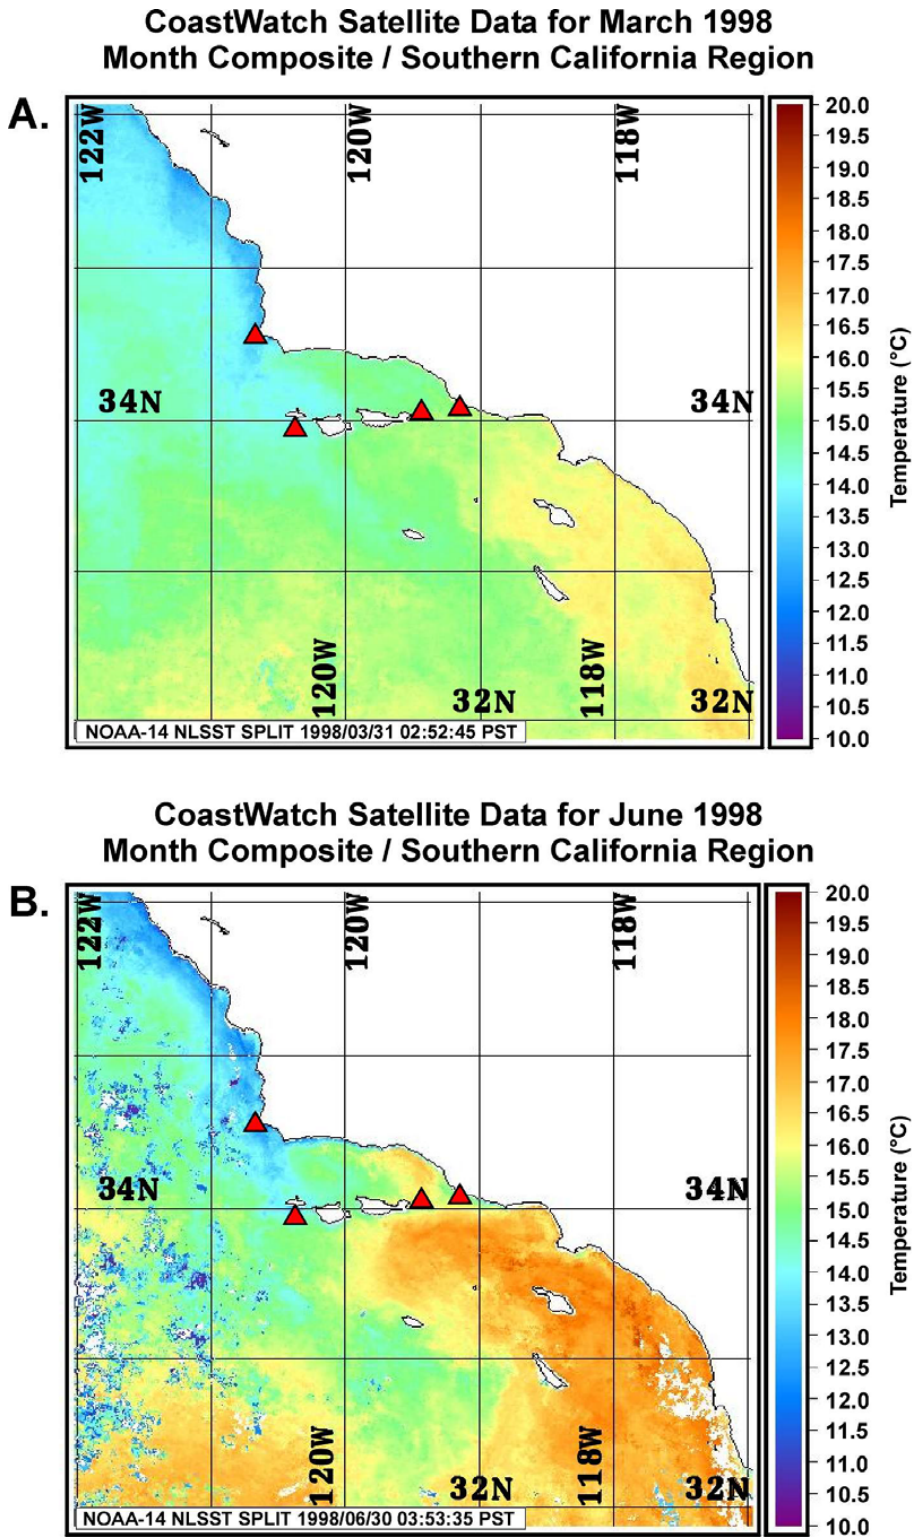 CoastWatch Satellite Data for March 1998
Month Composite / Southern California Region
A.
122W
120W
118W
34N
34N
120W
32N
118W
32N
NOAA-14 NLSST SPLIT 1998/03/31 02:52:45 PST
20.0
19.5
19.0
18.5
18.0
17.5
17.0
16.5
16.0
15.5
15.0
14.5
14.0
13.5
13.0
12.5
12.0
11.5
11.0
10.5
10.0
Temperature (°C)
CoastWatch Satellite Data for June 1998
Month Composite / Southern California Region
B.
122W
120W
118W
34N
34N
120W
32N
118W
32N
NOAA-14 NLSST SPLIT 1998/06/30 03:53:35 PST
20.0
19.5
19.0
18.5
18.0
17.5
17.0
16.5
16.0
15.5
15.0
14.5
14.0
13.5
13.0
12.5
12.0
11.5
11.0
10.5
10.0
Temperature (°C)